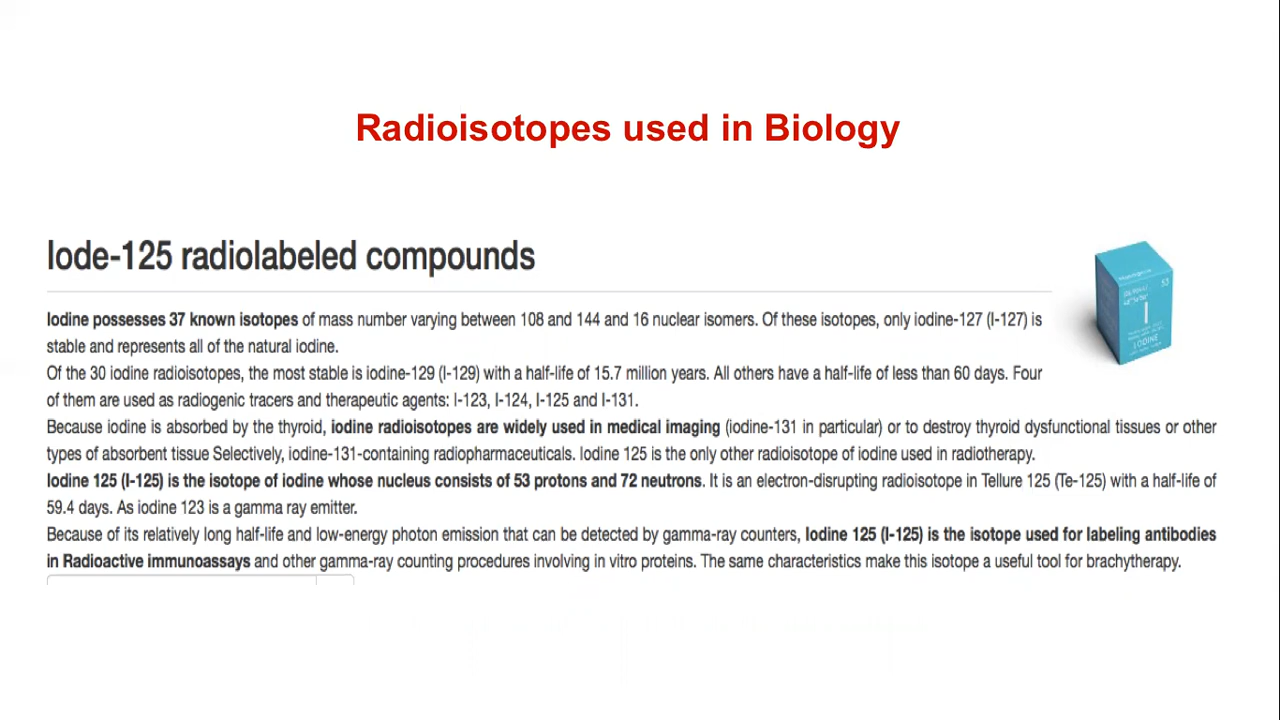 Radioisotopes used in Biology
Iode-125 radiolabeled compounds
Iodine possesses 37 known isotopes of mass number varying between 108 and 144 and 16 nuclear isomers. Of these isotopes, only iodine-127 (I-127) is
stable and represents all of the natural iodine.
Of the 30 iodine radioisotopes, the most stable is iodine-129 (I-129) with a half-life of 15.7 million years. All others have a half-life of less than 60 days. Four
of them are used as radiogenic tracers and therapeutic agents: I-123, I-124, I-125 and I-131.
Because iodine is absorbed by the thyroid, iodine radioisotopes are widely used in medical imaging (iodine-131 in particular) or to destroy thyroid dysfunctional tissues or other
types of absorbent tissue Selectively, iodine-131-containing radiopharmaceuticals. Iodine 125 is the only other radioisotope of iodine used in radiotherapy.
Iodine 125 (I-125) is the isotope of iodine whose nucleus consists of 53 protons and 72 neutrons. It is an electron-disrupting radioisotope in Tellure 125 (Te-125) with a half-life of
59.4 days. As iodine 123 is a gamma ray emitter.
Because of its relatively long half-life and low-energy photon emission that can be detected by gamma-ray counters, Iodine 125 (I-125) is the isotope used for labeling antibodies
in Radioactive immunoassays and other gamma-ray counting procedures involving in vitro proteins. The same characteristics make this isotope a useful tool for brachytherapy.
53
I
IODINE